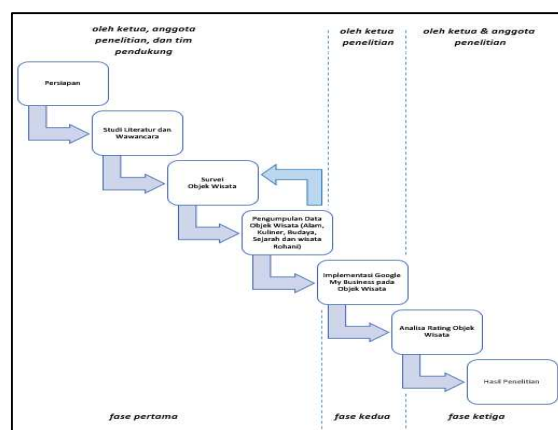 oleh ketua, anggota
penelitian, dan tim
pendukung
oleh ketua
penelitian
oleh ketua & anggota
penelitian
Persiapan
Studi Literatur dan
Wawancara
Survei
Objek Wisata
Pengumpulan Data
Objek Wisata (Alam,
Kuliner, Budaya,
Sejarah dan wisata
Rohani)
Implementasi Google
My Business pada
Objek Wisata
Analisa Rating Objek
Wisata
Hasil Penelitian
fase pertama
fase kedua
fase ketiga